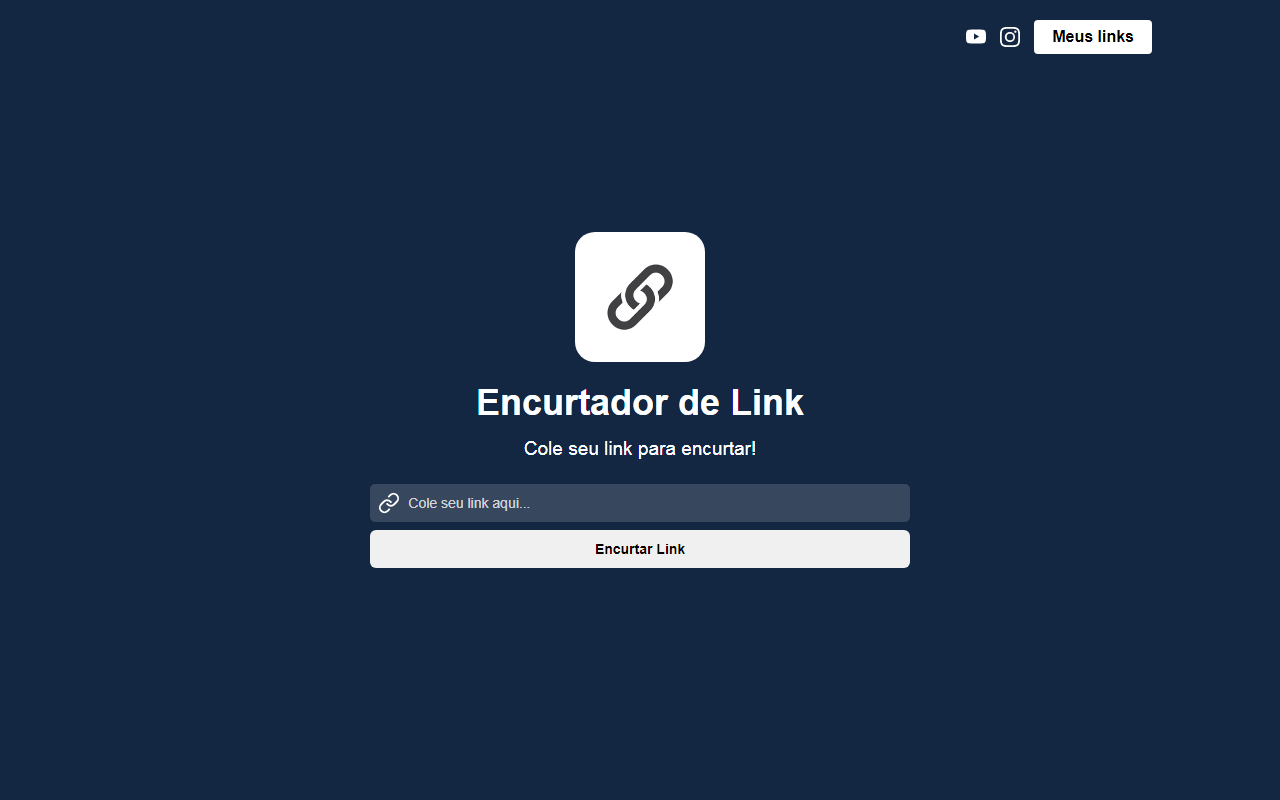 Meus links
Encurtador de Link
Cole seu link para encurtar!
Cole seu link aqui...
Encurtar Link